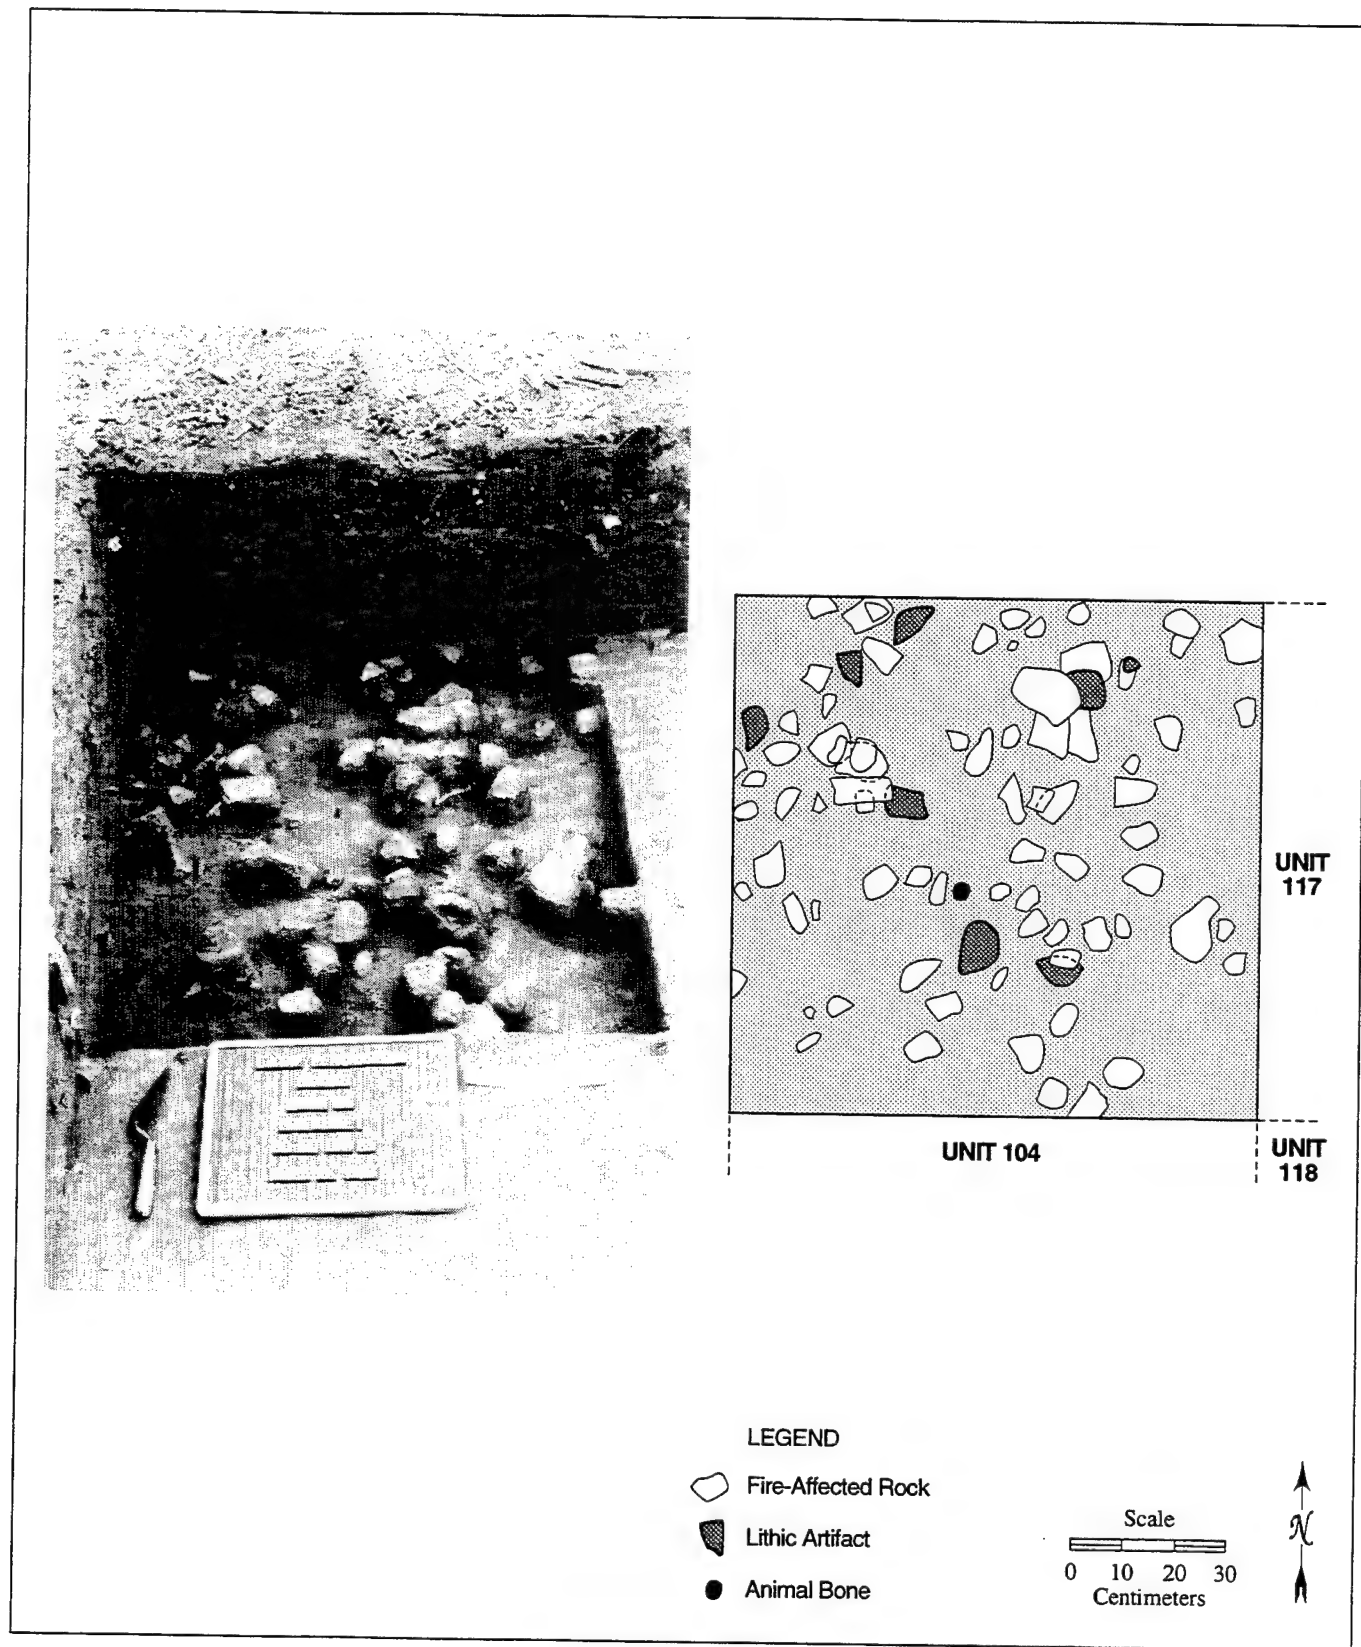 UNIT
117
UNIT 104
UNIT
118
LEGEND
Fire-Affected Rock
Lithic Artifact
Animal Bone
Scale
0 10 20 30
Centimeters
N